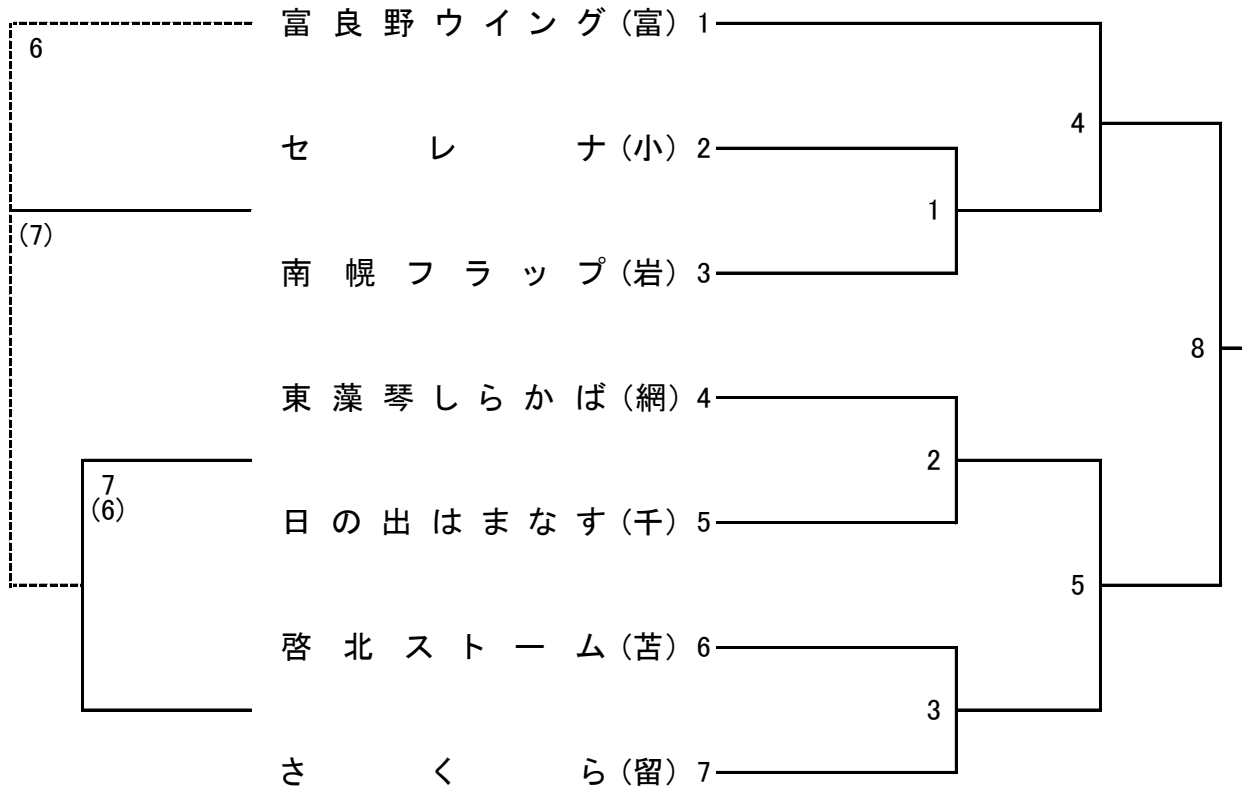 富良野ウイング(富) 1
6
4
セレナ(小) 2
1
(7)
南幌フラップ(岩) 3
8
東藻琴しらかば(網) 4
2
7
(6)
日の出はまなす(千) 5
5
啓北ストーム(苫) 6
3
さくら(留) 7